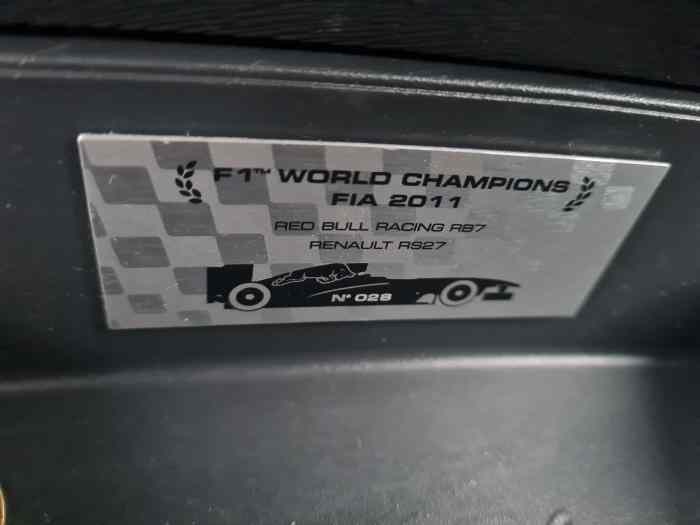 F1™ WORLD CHAMPIONS
FIA 2011
RED BULL RACING RB7
RENAULT RS27
N° 028